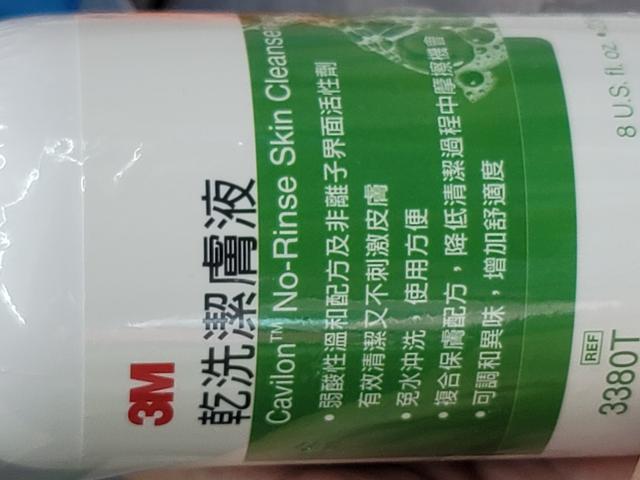 3M
乾洗潔膚液
Cavilon™ No-Rinse Skin Cleanser
• 弱酸性溫和配方及非離子界面活性劑
有效清潔又不刺激皮膚
• 免水沖洗，使用方便
• 複合保膚配方，降低清潔過程中摩擦機會
• 可調和異味，增加舒適度
REF
3380T
8 U.S. fl. oz •